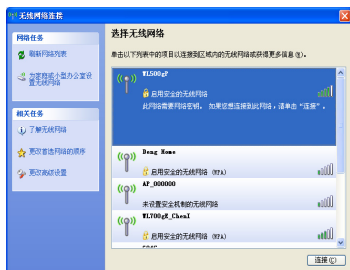 无线网络连接
网络任务
刷新网络列表
为家庭或小型办公室设
置无线网络
相关任务
了解无线网络
更改首选网络的顺序
更改高级设置
选择无线网络
单击以下列表中的项目以连接到区域内的无线网络或获得更多信息(W)。
WL500gP
启用安全的无线网络
此网络需要网络密钥。如果您想连接到此网络,请单击“连接”。
Deng Home
启用安全的无线网络 (WPA)
AP_000000
未设置安全机制的无线网络
WL700gE_ChenI
启用安全的无线网络 (WPA)
连接(C)